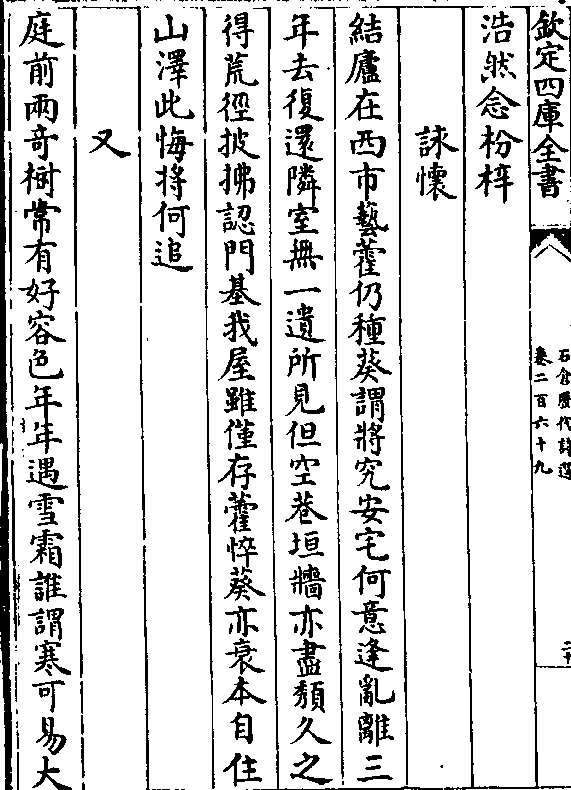 欽定四庫全書
石倉歷代詩選
卷二百六十九
二十
浩然念枌梓
詠懷
結廬在西市藝藿仍種葵謂將究安宅何意逢亂離三
年去復還隣室無一遺所見但空巷垣牆亦盡頹久之
得荒徑披拂認門基我屋雖僅存藿悴葵亦衰本自住
山澤此悔將何追
又
庭前兩奇樹常有好容色年年遇雪霜誰謂寒可易大